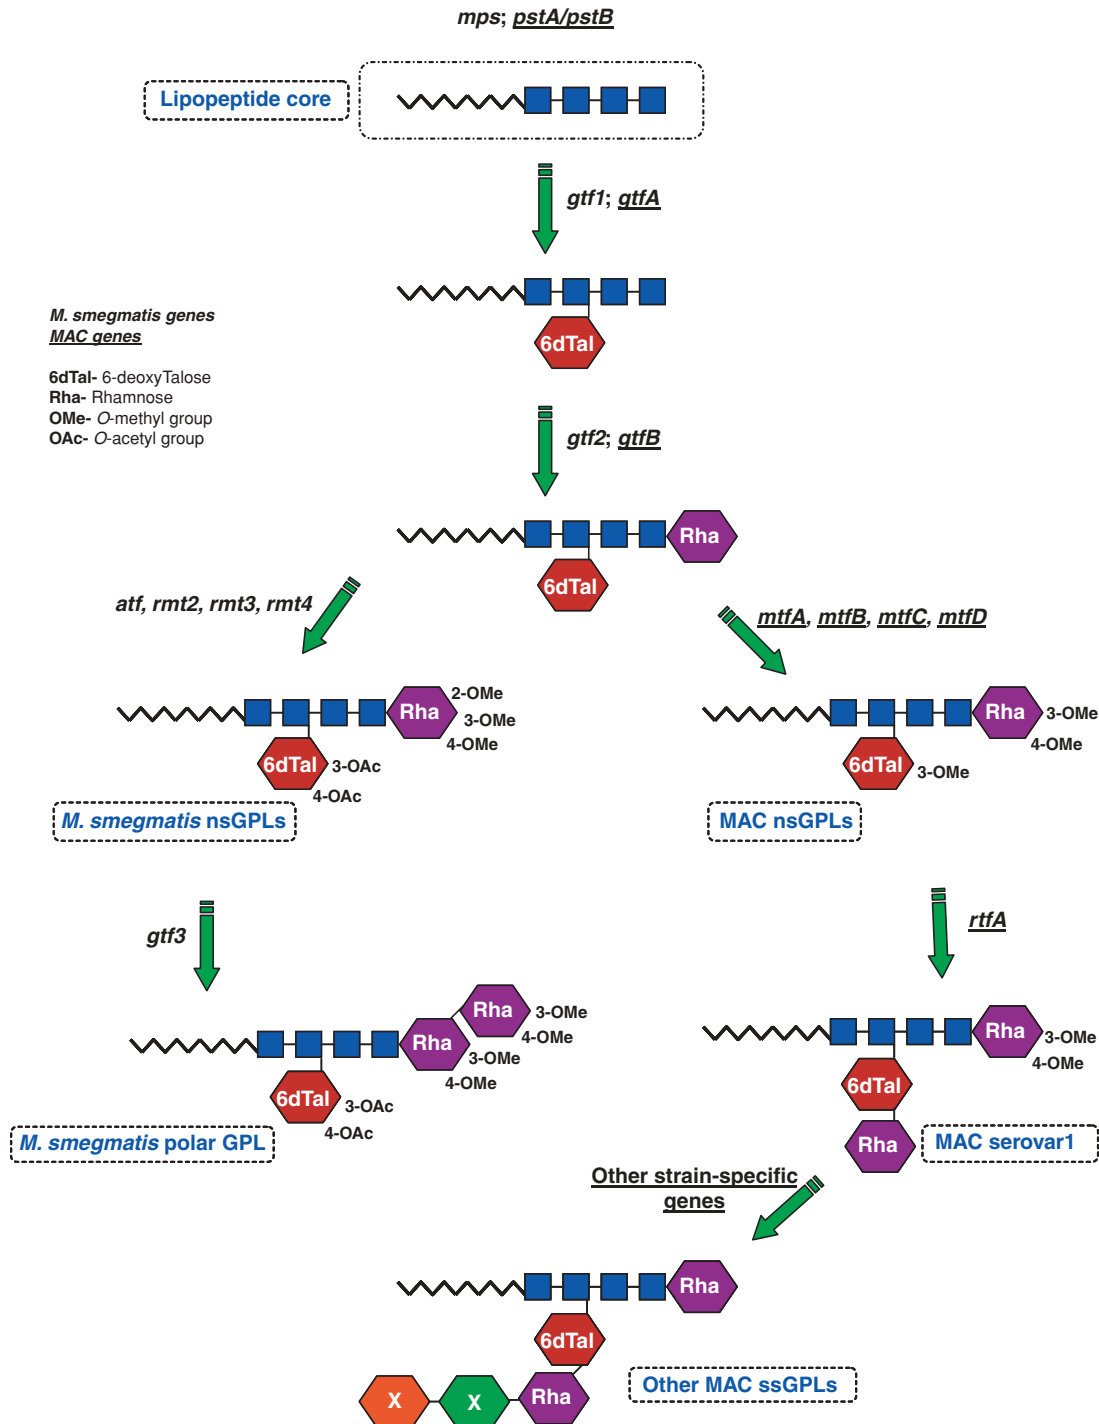 mps; pstA/pstB
Lipopeptide core
gtf1; gtfA
6dTal
M. smegmatis genes
MAC genes
6dTal- 6-deoxyTalose
Rha- Rhamnose
OMe- O-methyl group
OAc- O-acetyl group
gtf2; gtfB
Rha
6dTal
atf, rmt2, rmt3, rmt4
mtfA, mtfB, mtfC, mtfD
Rha
2-OMe
3-OMe
4-OMe
6dTal
3-OAc
4-OAc
M. smegmatis nsGPLs
Rha
3-OMe
4-OMe
6dTal
3-OMe
MAC nsGPLs
gtf3
rtfA
Rha
3-OMe
4-OMe
Rha
3-OMe
4-OMe
6dTal
3-OAc
4-OAc
M. smegmatis polar GPL
Rha
3-OMe
4-OMe
6dTal
Rha
MAC serovar1
Other strain-specific
genes
Rha
6dTal
Rha
X
X
Other MAC ssGPLs